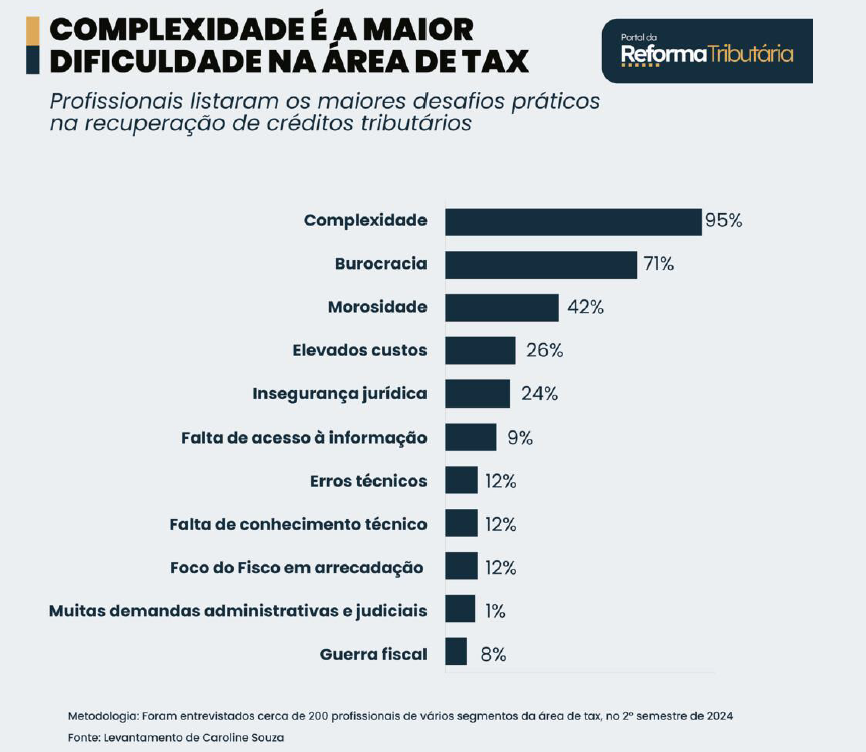 COMPLEXIDADE É A MAIOR
DIFICULDADE NA ÁREA DE TAX
Portal da
ReformaTributária
Profissionais listaram os maiores desafios práticos
na recuperação de créditos tributários
Complexidade 95%
Burocracia 71%
Morosidade 42%
Elevados custos 26%
Insegurança jurídica 24%
Falta de acesso à informação 9%
Erros técnicos 12%
Falta de conhecimento técnico 12%
Foco do Fisco em arrecadação 12%
Muitas demandas administrativas e judiciais 1%
Guerra fiscal 8%
Metodologia: Foram entrevistados cerca de 200 profissionais de vários segmentos da área de tax, no 2º semestre de 2024
Fonte: Levantamento de Caroline Souza